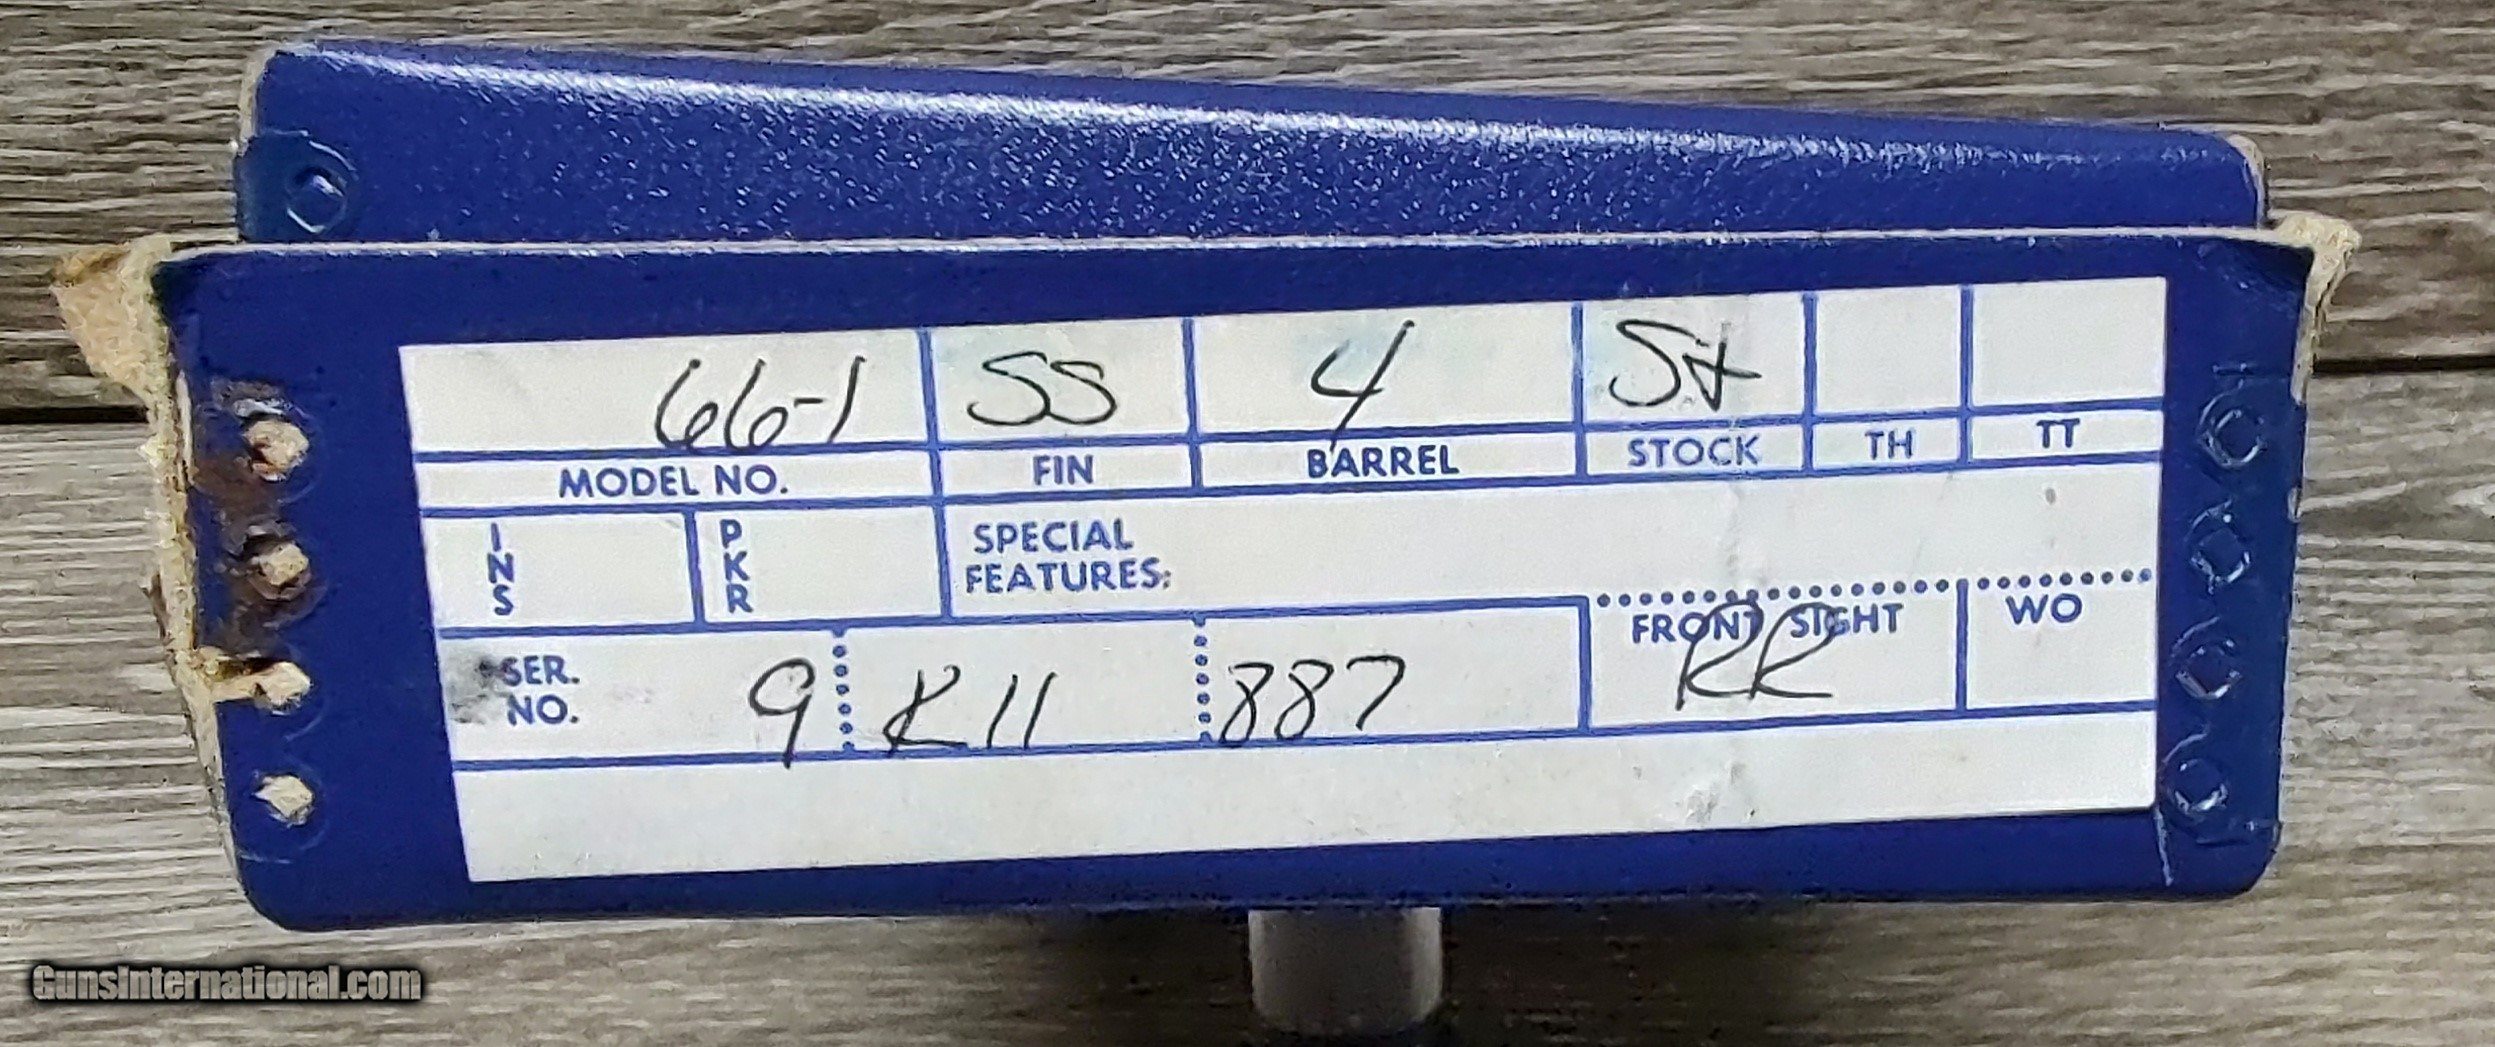 66-1 SS 4 St
MODEL NO. FIN BARREL STOCK TH TT
INS PKR SPECIAL
FEATURES:
FRONT SIGHT WO
SER.
NO. 9 K11 887 RR
GunsInternational.com